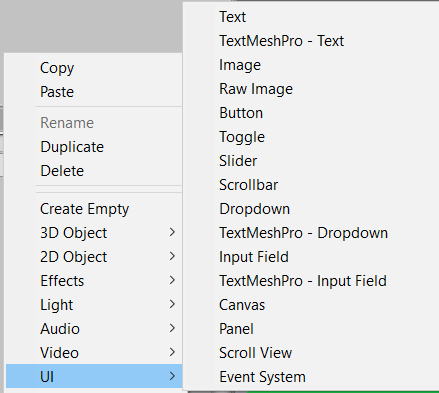 Copy
Paste
Rename
Duplicate
Delete
Create Empty
3D Object
2D Object
Effects
Light
Audio
Video
UI
Text
TextMeshPro - Text
Image
Raw Image
Button
Toggle
Slider
Scrollbar
Dropdown
TextMeshPro - Dropdown
Input Field
TextMeshPro - Input Field
Canvas
Panel
Scroll View
Event System